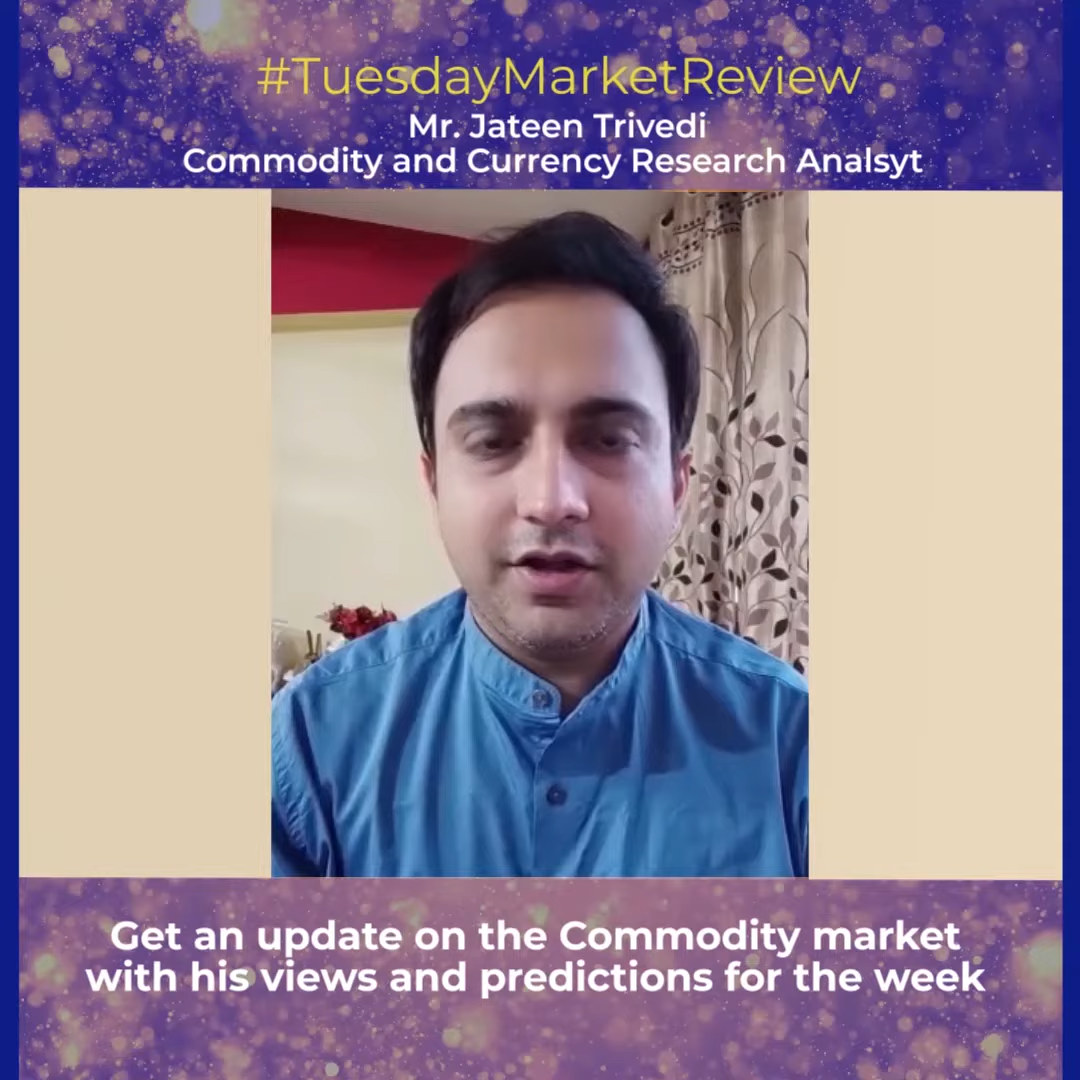 #TuesdayMarketReview
Mr. Jateen Trivedi
Commodity and Currency Research Analsyt
Get an update on the Commodity market
with his views and predictions for the week